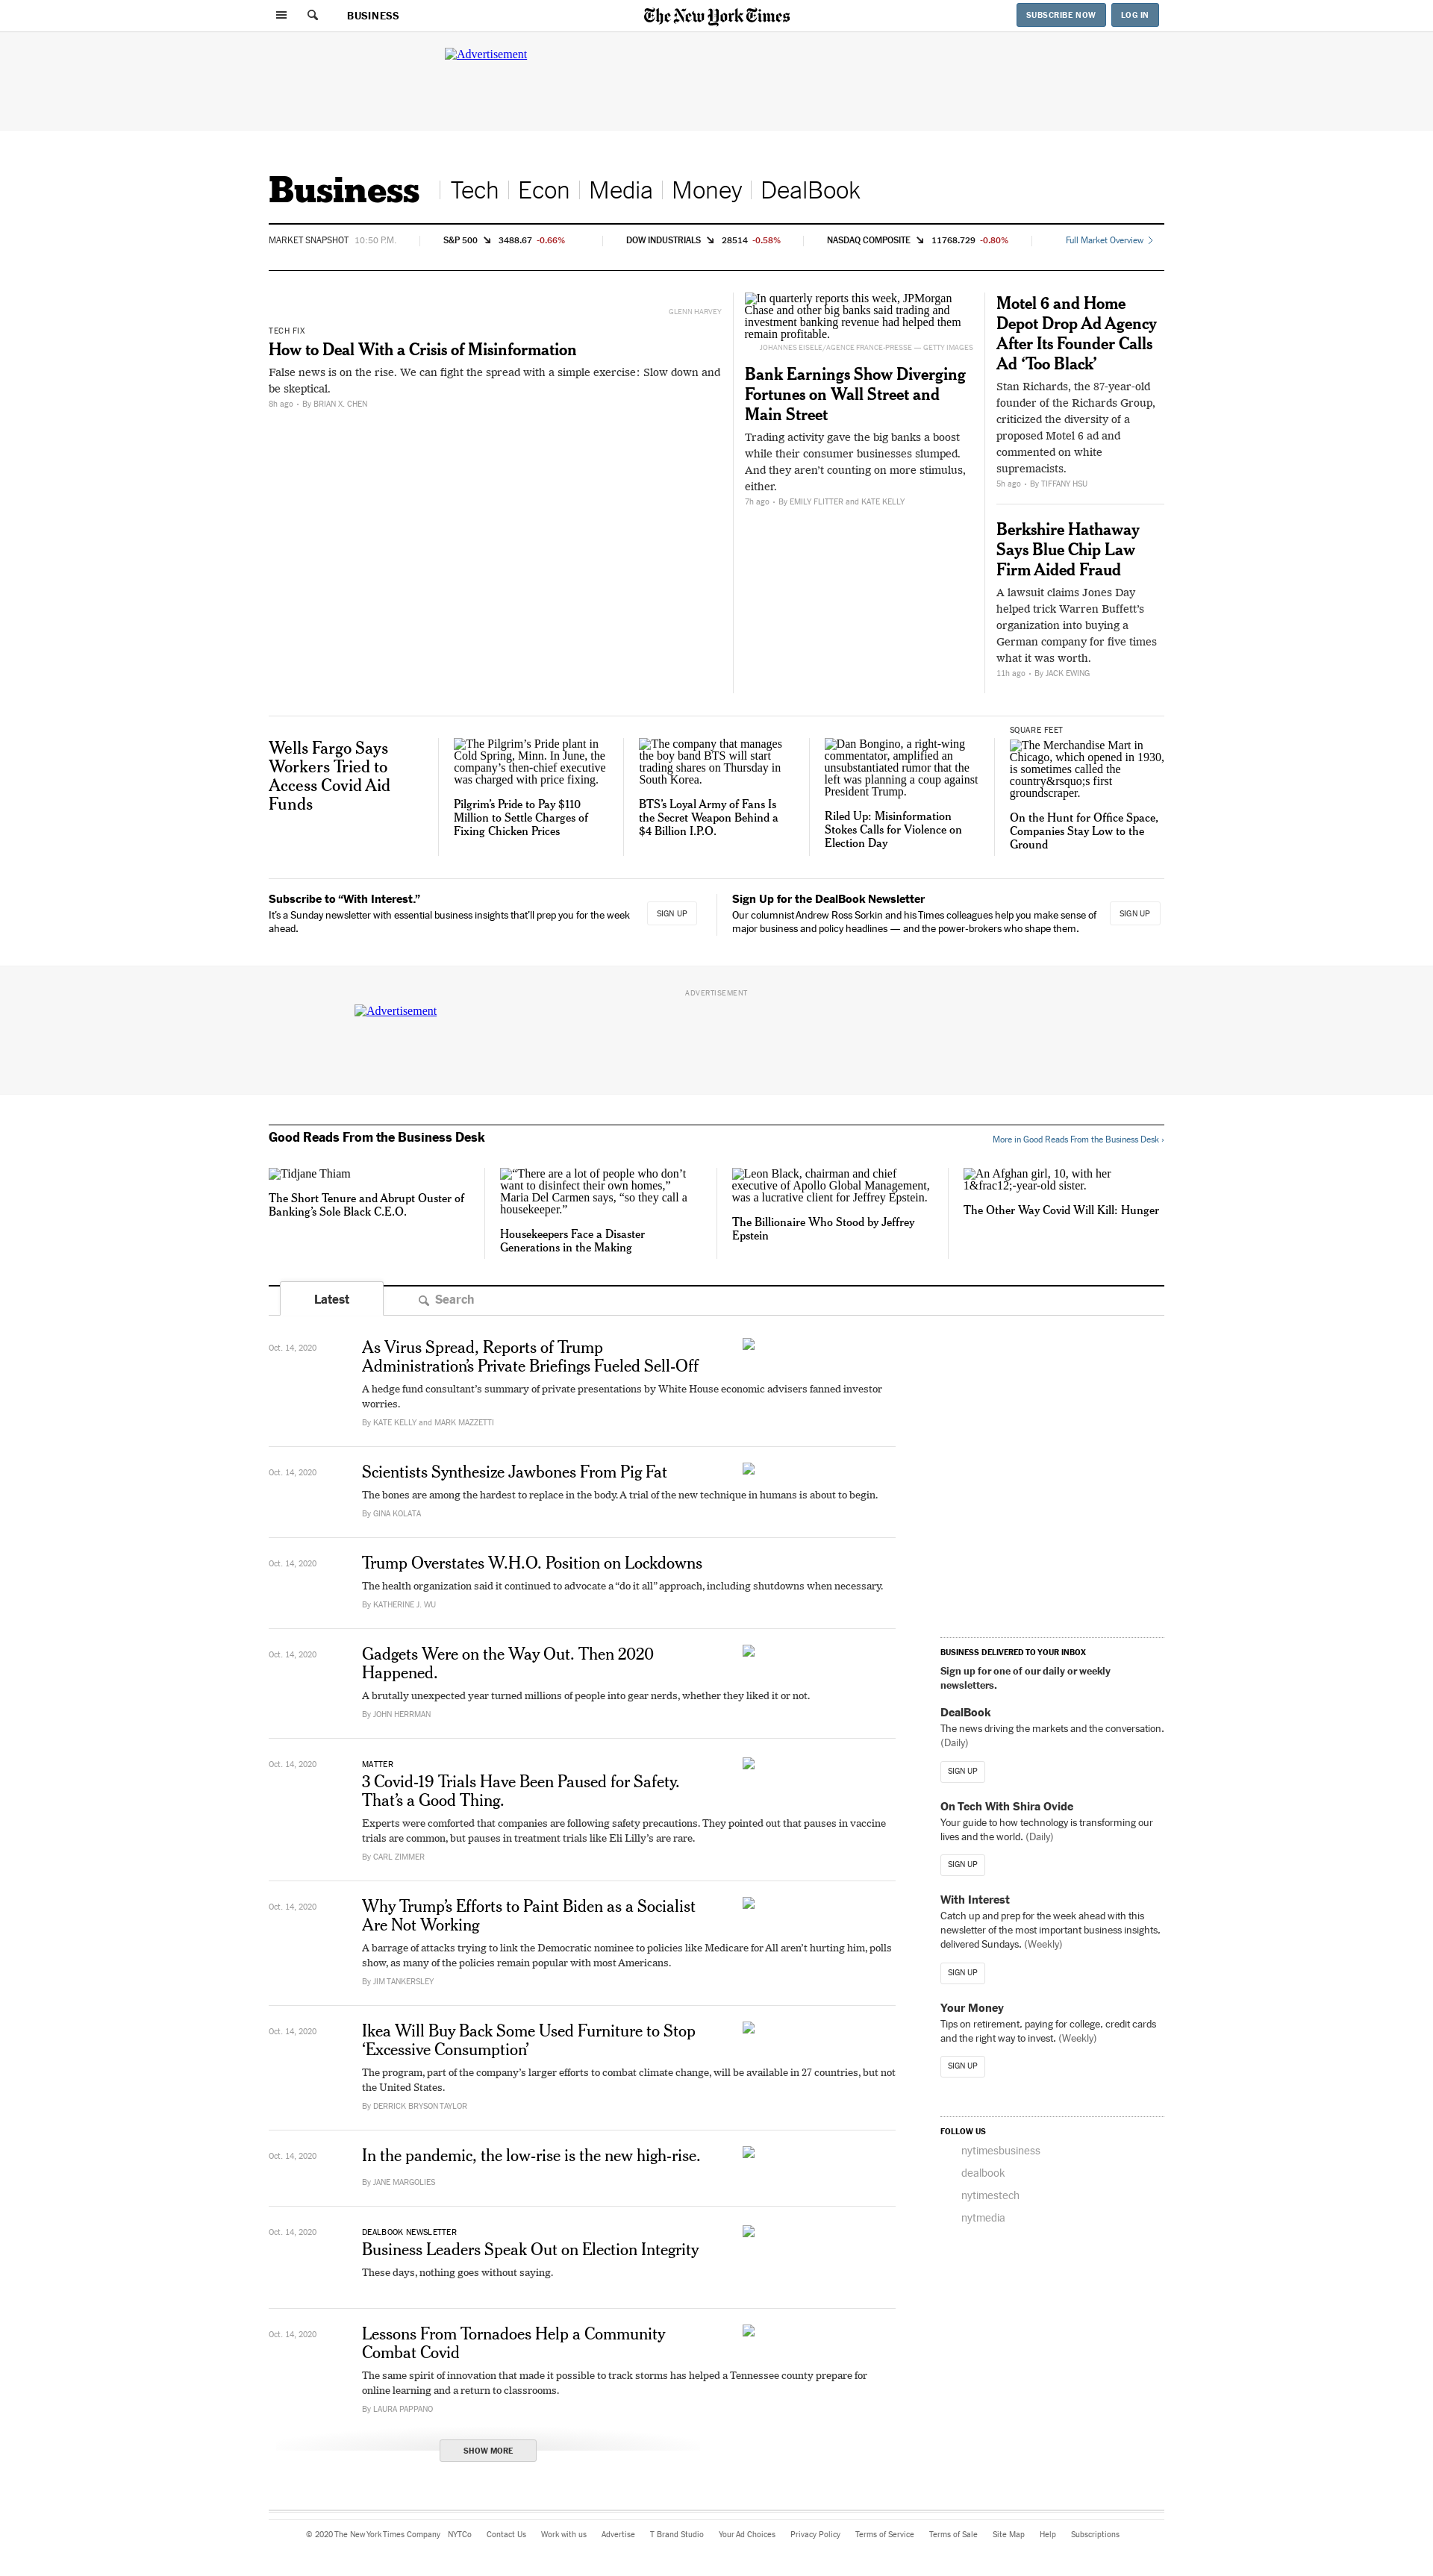 BUSINESS
The New York Times
SUBSCRIBE NOW
LOG IN
Advertisement
Business
Tech
Econ
Media
Money
DealBook
MARKET SNAPSHOT 10:50 P.M.
S&P 500 3488.67 -0.66%
DOW INDUSTRIALS 28514 -0.58%
NASDAQ COMPOSITE 11768.729 -0.80%
Full Market Overview
GLENN HARVEY
TECH FIX
How to Deal With a Crisis of Misinformation
False news is on the rise. We can fight the spread with a simple exercise: Slow down and
be skeptical.
8h ago • By BRIAN X. CHEN
In quarterly reports this week, JPMorgan
Chase and other big banks said trading and
investment banking revenue had helped them
remain profitable.
JOHANNES EISELE/AGENCE FRANCE-PRESSE — GETTY IMAGES
Bank Earnings Show Diverging
Fortunes on Wall Street and
Main Street
Trading activity gave the big banks a boost
while their consumer businesses slumped.
And they aren't counting on more stimulus,
either.
7h ago • By EMILY FLITTER and KATE KELLY
Motel 6 and Home
Depot Drop Ad Agency
After Its Founder Calls
Ad ‘Too Black’
Stan Richards, the 87-year-old
founder of the Richards Group,
criticized the diversity of a
proposed Motel 6 ad and
commented on white
supremacists.
5h ago • By TIFFANY HSU
Berkshire Hathaway
Says Blue Chip Law
Firm Aided Fraud
A lawsuit claims Jones Day
helped trick Warren Buffett’s
organization into buying a
German company for five times
what it was worth.
11h ago • By JACK EWING
Wells Fargo Says
Workers Tried to
Access Covid Aid
Funds
The Pilgrim’s Pride plant in
Cold Spring, Minn. In June, the
company’s then-chief executive
was charged with price fixing.
Pilgrim’s Pride to Pay $110
Million to Settle Charges of
Fixing Chicken Prices
The company that manages
the boy band BTS will start
trading shares on Thursday in
South Korea.
BTS’s Loyal Army of Fans Is
the Secret Weapon Behind a
$4 Billion I.P.O.
Dan Bongino, a right-wing
commentator, amplified an
unsubstantiated rumor that the
left was planning a coup against
President Trump.
Riled Up: Misinformation
Stokes Calls for Violence on
Election Day
SQUARE FEET
The Merchandise Mart in
Chicago, which opened in 1930,
is sometimes called the
country&rsquo;s first
groundscraper.
On the Hunt for Office Space,
Companies Stay Low to the
Ground
Subscribe to “With Interest.”
It’s a Sunday newsletter with essential business insights that’ll prep you for the week
ahead.
SIGN UP
Sign Up for the DealBook Newsletter
Our columnist Andrew Ross Sorkin and his Times colleagues help you make sense of
major business and policy headlines — and the power-brokers who shape them.
SIGN UP
ADVERTISEMENT
Advertisement
Good Reads From the Business Desk
More in Good Reads From the Business Desk ›
Tidjane Thiam
The Short Tenure and Abrupt Ouster of
Banking’s Sole Black C.E.O.
“There are a lot of people who don’t
want to disinfect their own homes,”
Maria Del Carmen says, “so they call a
housekeeper.”
Housekeepers Face a Disaster
Generations in the Making
Leon Black, chairman and chief
executive of Apollo Global Management,
was a lucrative client for Jeffrey Epstein.
The Billionaire Who Stood by Jeffrey
Epstein
An Afghan girl, 10, with her
1&frac12;-year-old sister.
The Other Way Covid Will Kill: Hunger
Latest
Search
Oct. 14, 2020
As Virus Spread, Reports of Trump
Administration’s Private Briefings Fueled Sell-Off
A hedge fund consultant’s summary of private presentations by White House economic advisers fanned investor
worries.
By KATE KELLY and MARK MAZZETTI
Oct. 14, 2020
Scientists Synthesize Jawbones From Pig Fat
The bones are among the hardest to replace in the body. A trial of the new technique in humans is about to begin.
By GINA KOLATA
Oct. 14, 2020
Trump Overstates W.H.O. Position on Lockdowns
The health organization said it continued to advocate a “do it all” approach, including shutdowns when necessary.
By KATHERINE J. WU
Oct. 14, 2020
Gadgets Were on the Way Out. Then 2020
Happened.
A brutally unexpected year turned millions of people into gear nerds, whether they liked it or not.
By JOHN HERRMAN
Oct. 14, 2020
MATTER
3 Covid-19 Trials Have Been Paused for Safety.
That’s a Good Thing.
Experts were comforted that companies are following safety precautions. They pointed out that pauses in vaccine
trials are common, but pauses in treatment trials like Eli Lilly’s are rare.
By CARL ZIMMER
Oct. 14, 2020
Why Trump’s Efforts to Paint Biden as a Socialist
Are Not Working
A barrage of attacks trying to link the Democratic nominee to policies like Medicare for All aren’t hurting him, polls
show, as many of the policies remain popular with most Americans.
By JIM TANKERSLEY
Oct. 14, 2020
Ikea Will Buy Back Some Used Furniture to Stop
‘Excessive Consumption’
The program, part of the company’s larger efforts to combat climate change, will be available in 27 countries, but not
the United States.
By DERRICK BRYSON TAYLOR
Oct. 14, 2020
In the pandemic, the low-rise is the new high-rise.
By JANE MARGOLIES
Oct. 14, 2020
DEALBOOK NEWSLETTER
Business Leaders Speak Out on Election Integrity
These days, nothing goes without saying.
Oct. 14, 2020
Lessons From Tornadoes Help a Community
Combat Covid
The same spirit of innovation that made it possible to track storms has helped a Tennessee county prepare for
online learning and a return to classrooms.
By LAURA PAPPANO
SHOW MORE
BUSINESS DELIVERED TO YOUR INBOX
Sign up for one of our daily or weekly
newsletters.
DealBook
The news driving the markets and the conversation.
(Daily)
SIGN UP
On Tech With Shira Ovide
Your guide to how technology is transforming our
lives and the world. (Daily)
SIGN UP
With Interest
Catch up and prep for the week ahead with this
newsletter of the most important business insights,
delivered Sundays. (Weekly)
SIGN UP
Your Money
Tips on retirement, paying for college, credit cards
and the right way to invest. (Weekly)
SIGN UP
FOLLOW US
nytimesbusiness
dealbook
nytimestech
nytmedia
© 2020 The New York Times Company NYTCo Contact Us Work with us Advertise T Brand Studio Your Ad Choices Privacy Policy Terms of Service Terms of Sale Site Map Help Subscriptions